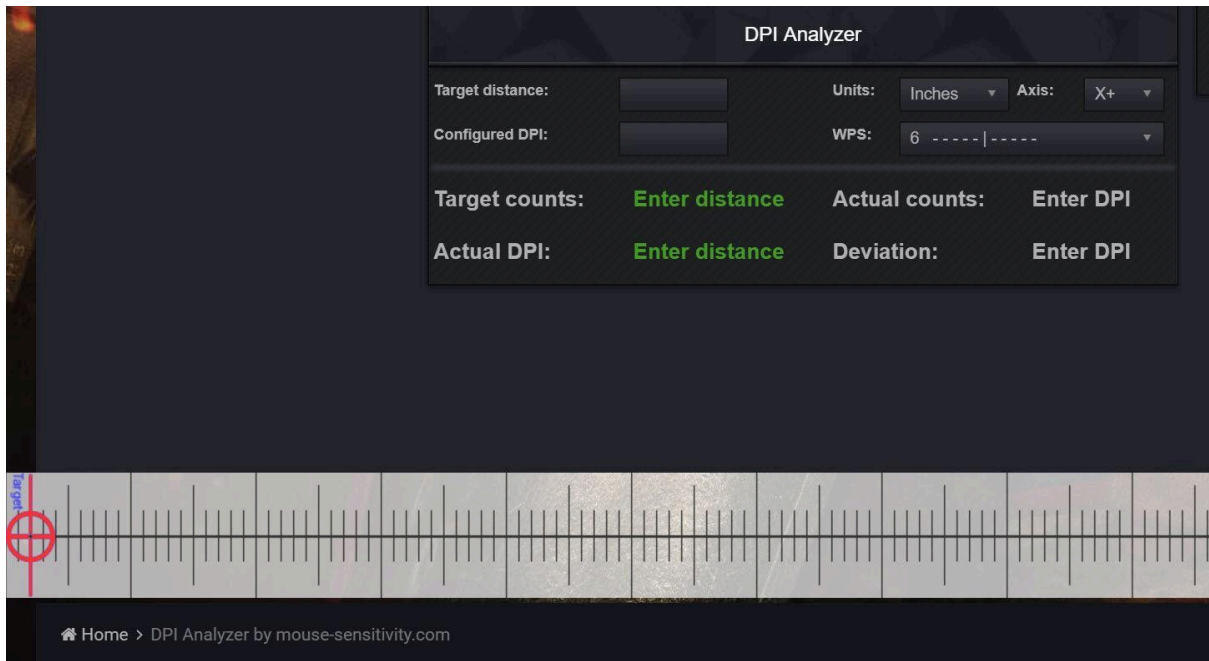 DPI Analyzer
Target distance: Units: Inches Axis: X+
Configured DPI: WPS: 6 -----|-----
Target counts: Enter distance Actual counts: Enter DPI
Actual DPI: Enter distance Deviation: Enter DPI
Target
Home > DPI Analyzer by mouse-sensitivity.com